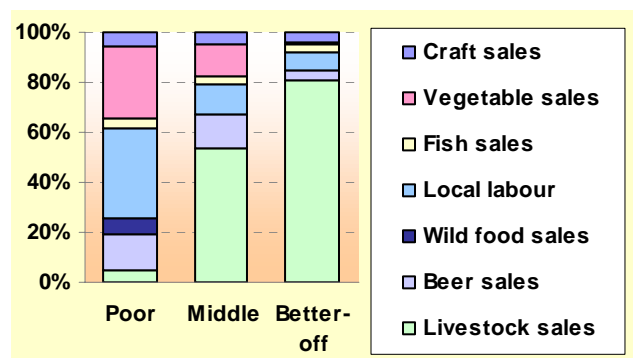 100%
80%
60%
40%
20%
0%
Poor
Middle
Better-
off
Craft sales
Vegetable sales
Fish sales
Local labour
Wild food sales
Beer sales
Livestock sales